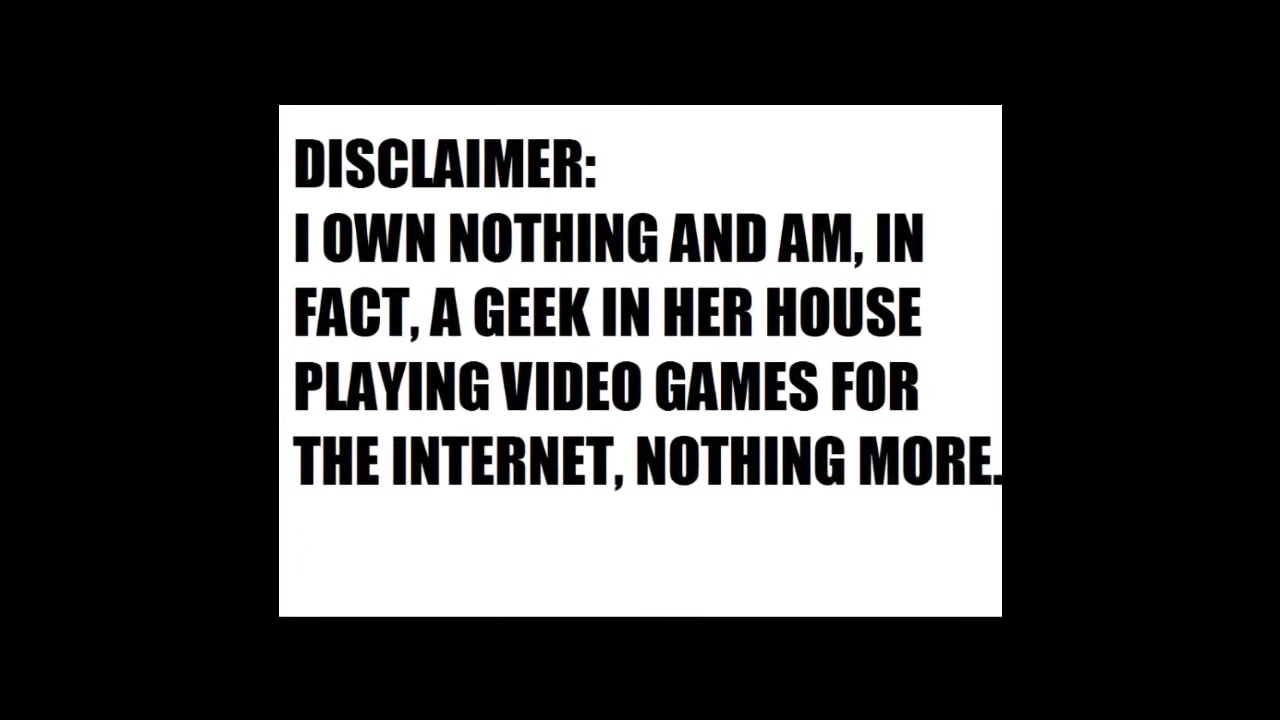 DISCLAIMER:
I OWN NOTHING AND AM, IN
FACT, A GEEK IN HER HOUSE
PLAYING VIDEO GAMES FOR
THE INTERNET, NOTHING MORE.